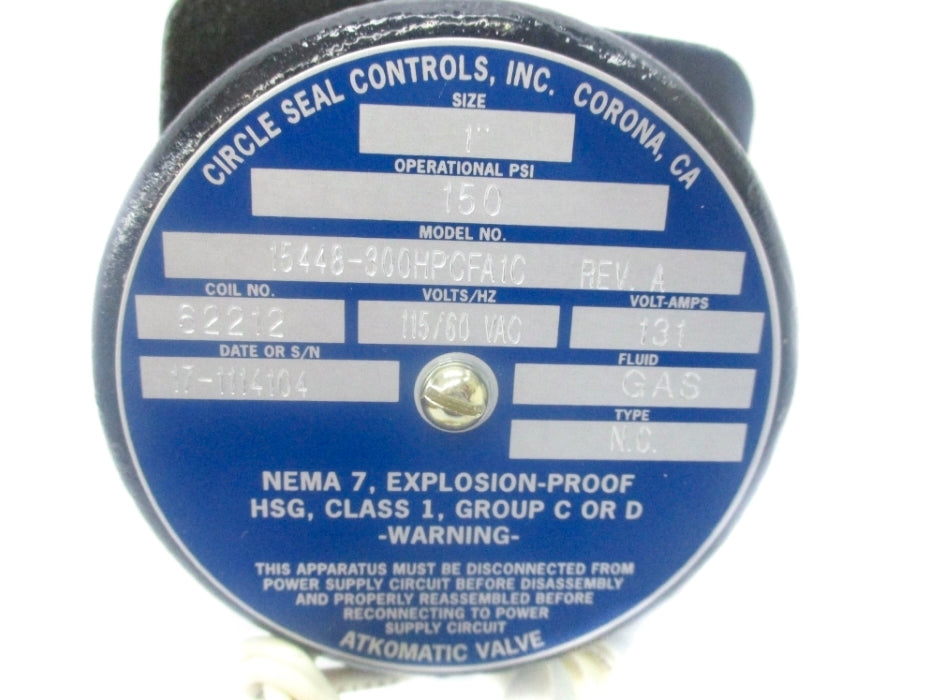 CIRCLE SEAL CONTROLS, INC. CORONA, CA
SIZE
1"
OPERATIONAL PSI
150
MODEL NO.
15448-300HPCFA1C REV. A
COIL NO. VOLTS/HZ VOLT-AMPS
62212 115/60 VAC 131
DATE OR S/N FLUID
17-1114104 GAS
TYPE
N.C.
NEMA 7, EXPLOSION-PROOF
HSG, CLASS 1, GROUP C OR D
-WARNING-
THIS APPARATUS MUST BE DISCONNECTED FROM
POWER SUPPLY CIRCUIT BEFORE DISASSEMBLY
AND PROPERLY REASSEMBLED BEFORE
RECONNECTING TO POWER
SUPPLY CIRCUIT
ATKOMATIC VALVE